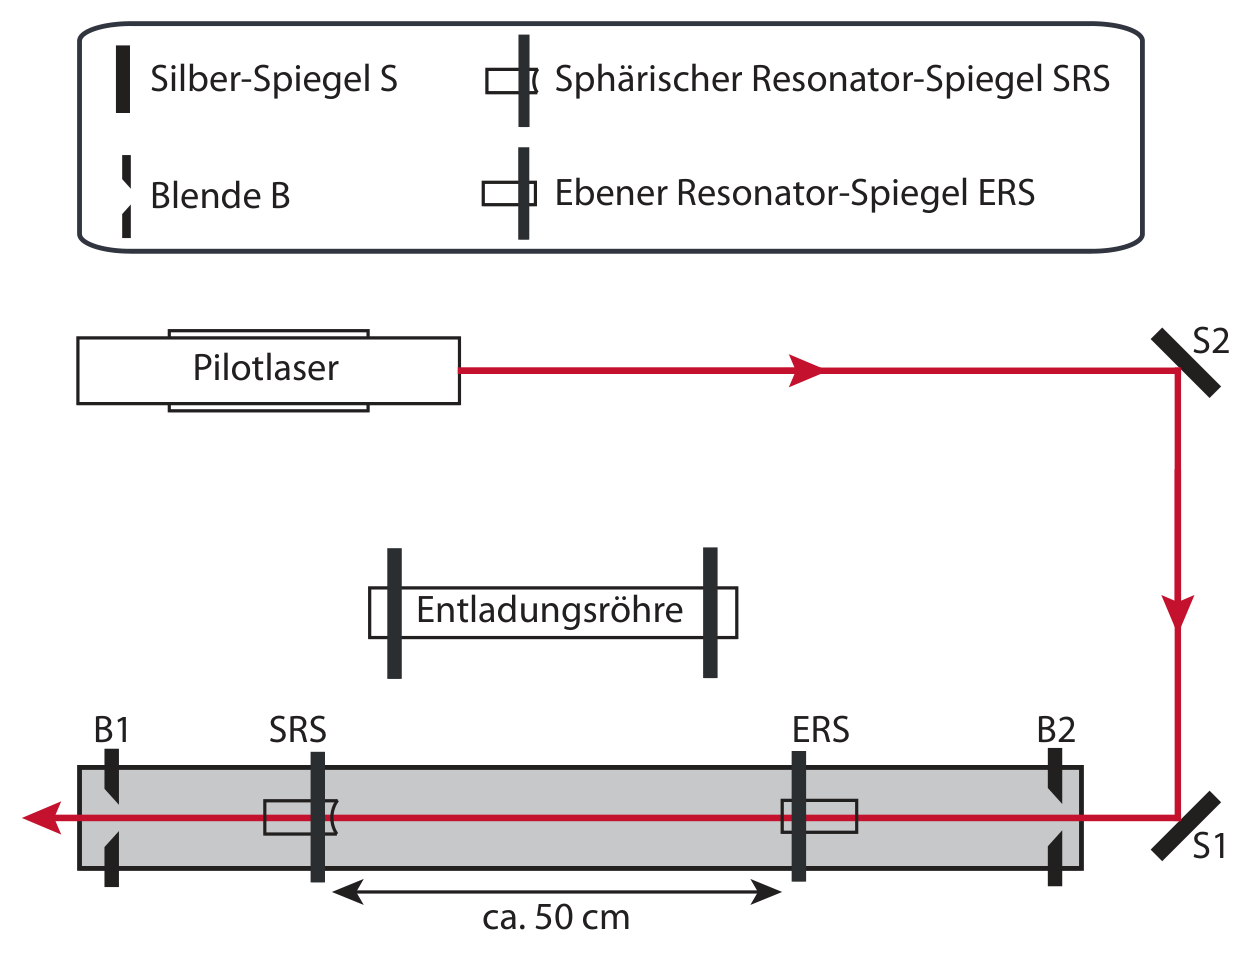 Silber-Spiegel S
Sphärischer Resonator-Spiegel SRS
Blende B
Ebener Resonator-Spiegel ERS
S2
Pilotlaser
Entladungsröhre
B1
SRS
ERS
B2
S1
ca. 50 cm